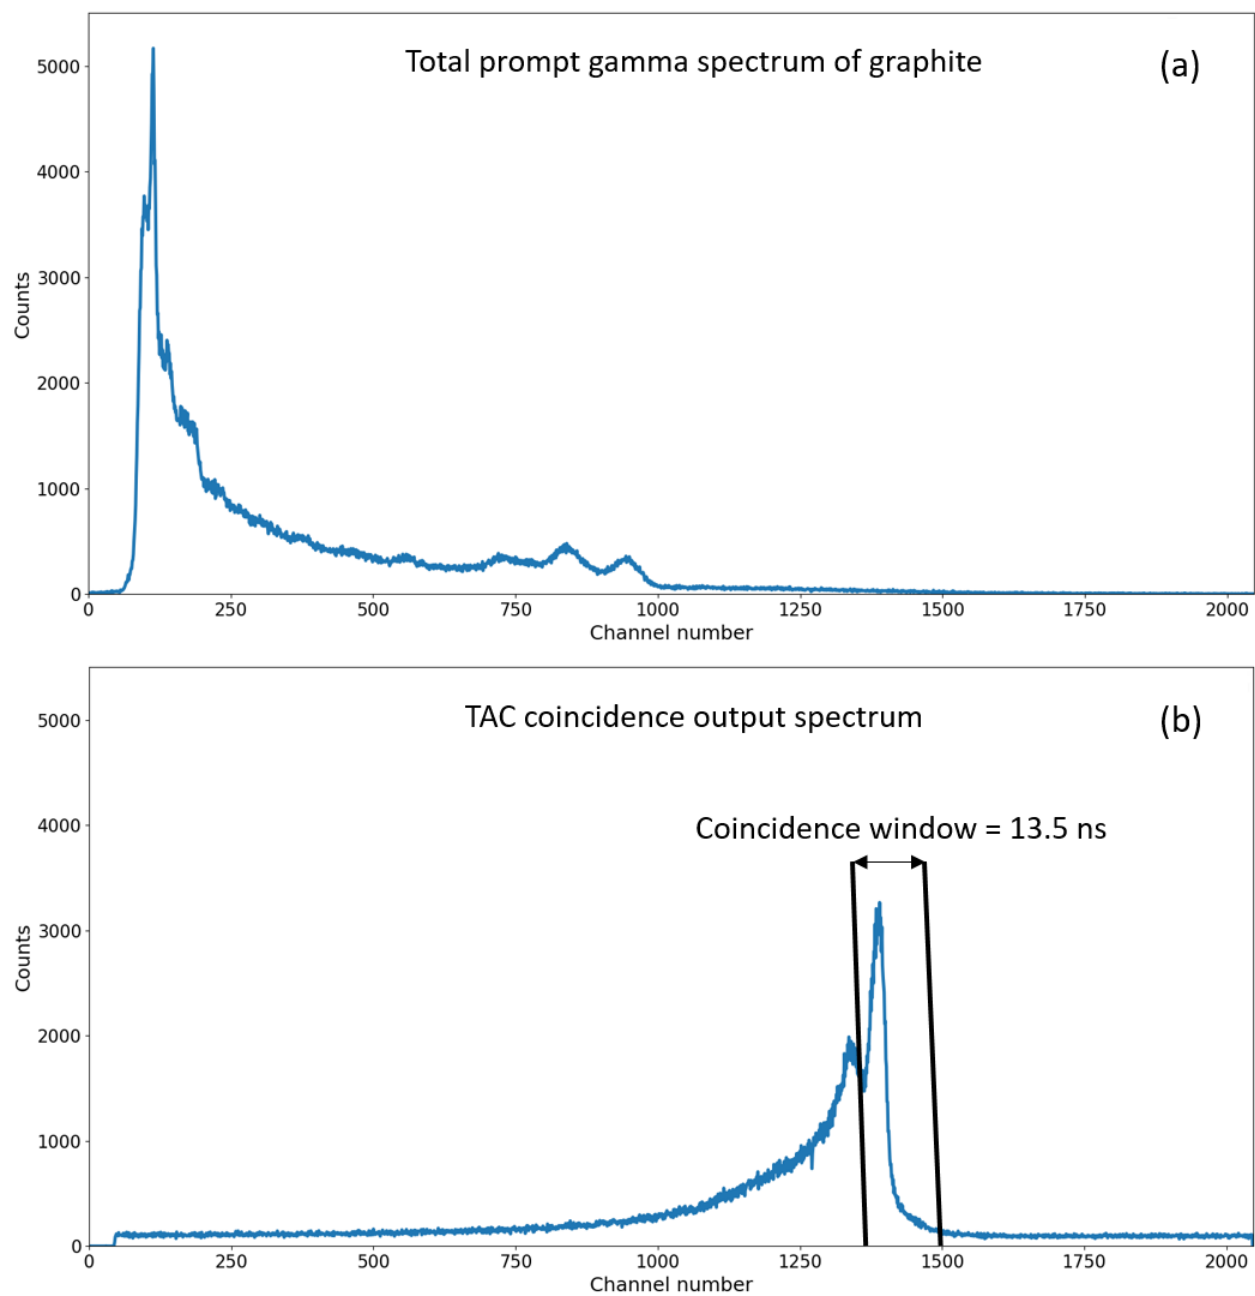 Total prompt gamma spectrum of graphite (a)
5000
4000
3000
2000
1000
0
Counts
0 250 500 750 1000 1250 1500 1750 2000
Channel number
TAC coincidence output spectrum (b)
5000
Coincidence window = 13.5 ns
4000
3000
2000
1000
0
Counts
0 250 500 750 1000 1250 1500 1750 2000
Channel number